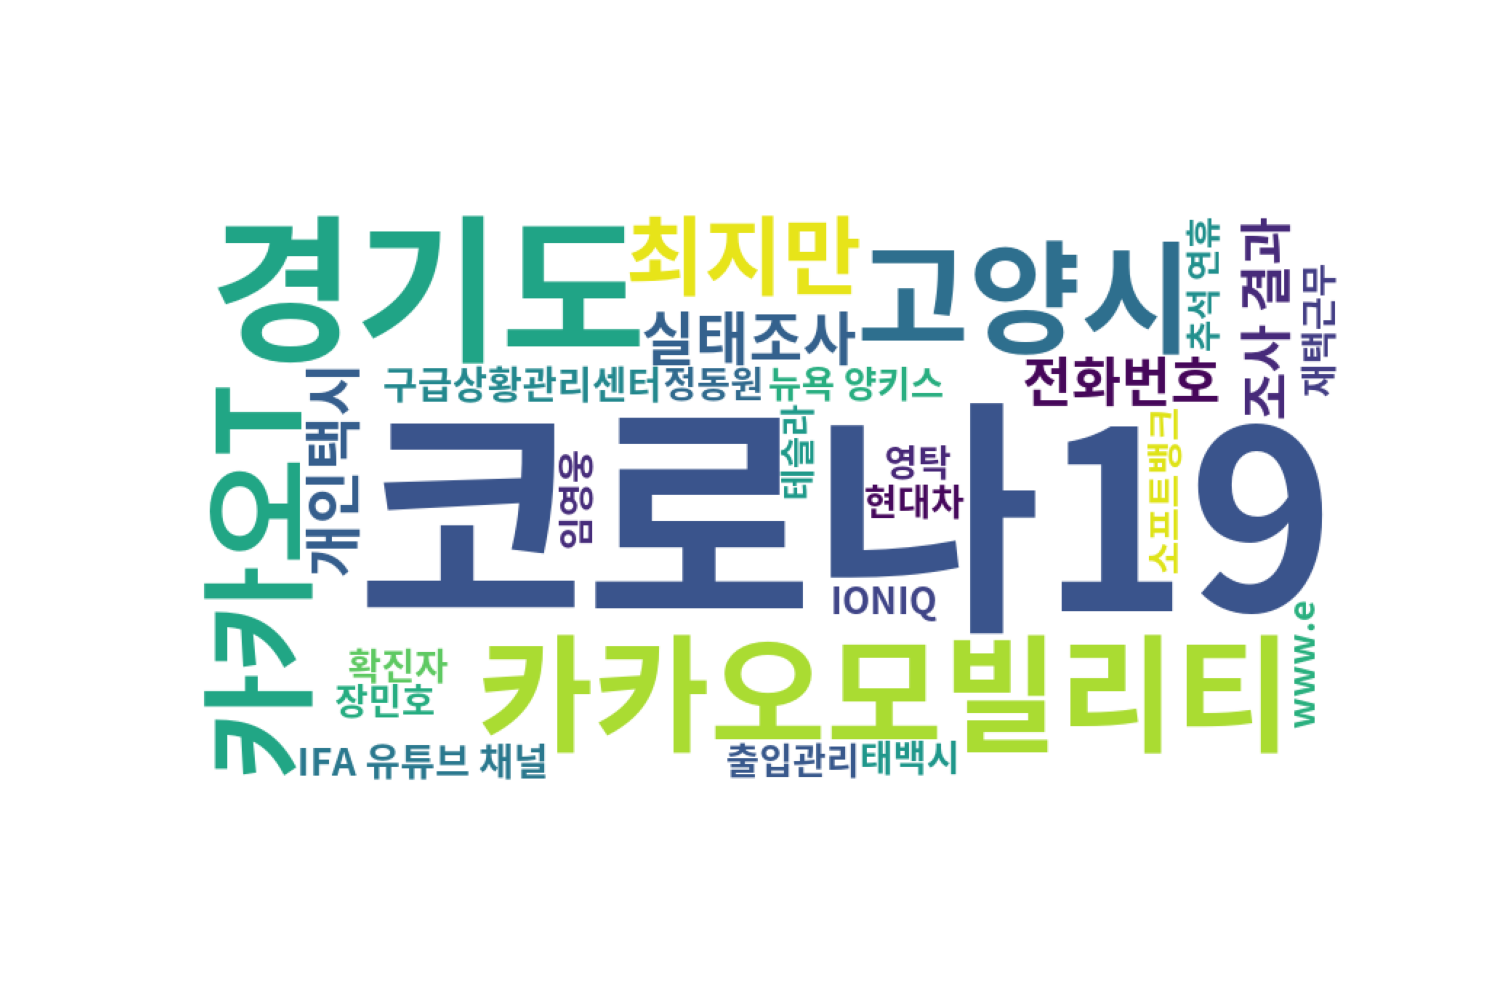 경기도
최지만
고양시
추석 연휴
조사 결과
재택근무
실태조사
구급상황관리센터
정동원
뉴욕 양키스
전화번호
카카오T
개인택시
코로나19
임영웅
테슬라
영탁
현대차
소프트뱅크
IONIQ
www.e
확진자
장민호
카카오모빌리티
IFA 유튜브 채널
출입관리
태백시